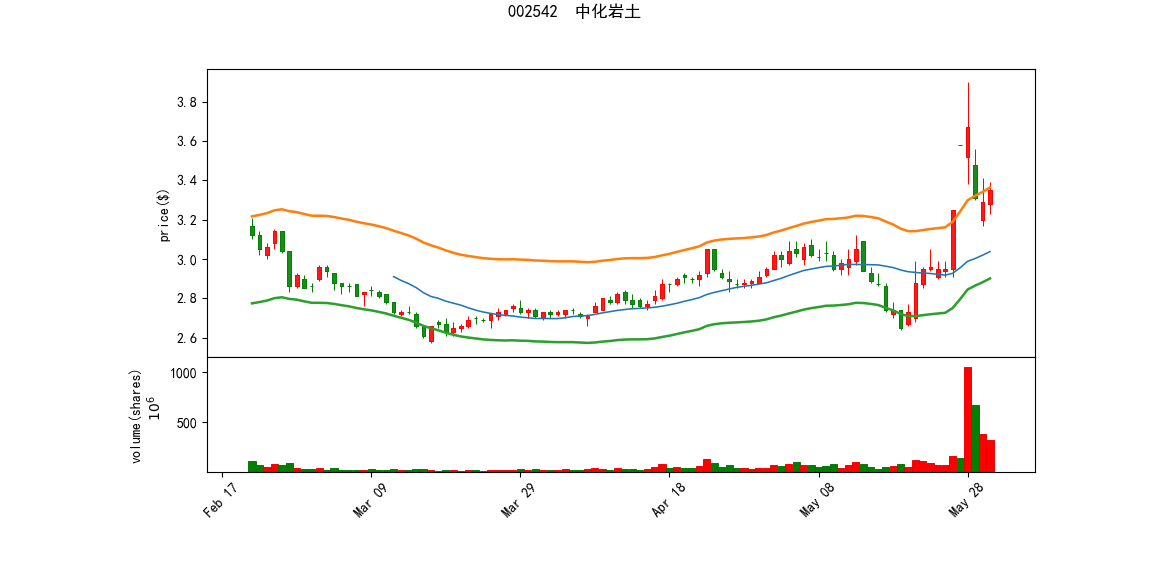 002542 中化岩土
price($)
3.8
3.6
3.4
3.2
3.0
2.8
2.6
volume(shares)
10^6
1000
500
Feb 17
Mar 09
Mar 29
Apr 18
May 08
May 28